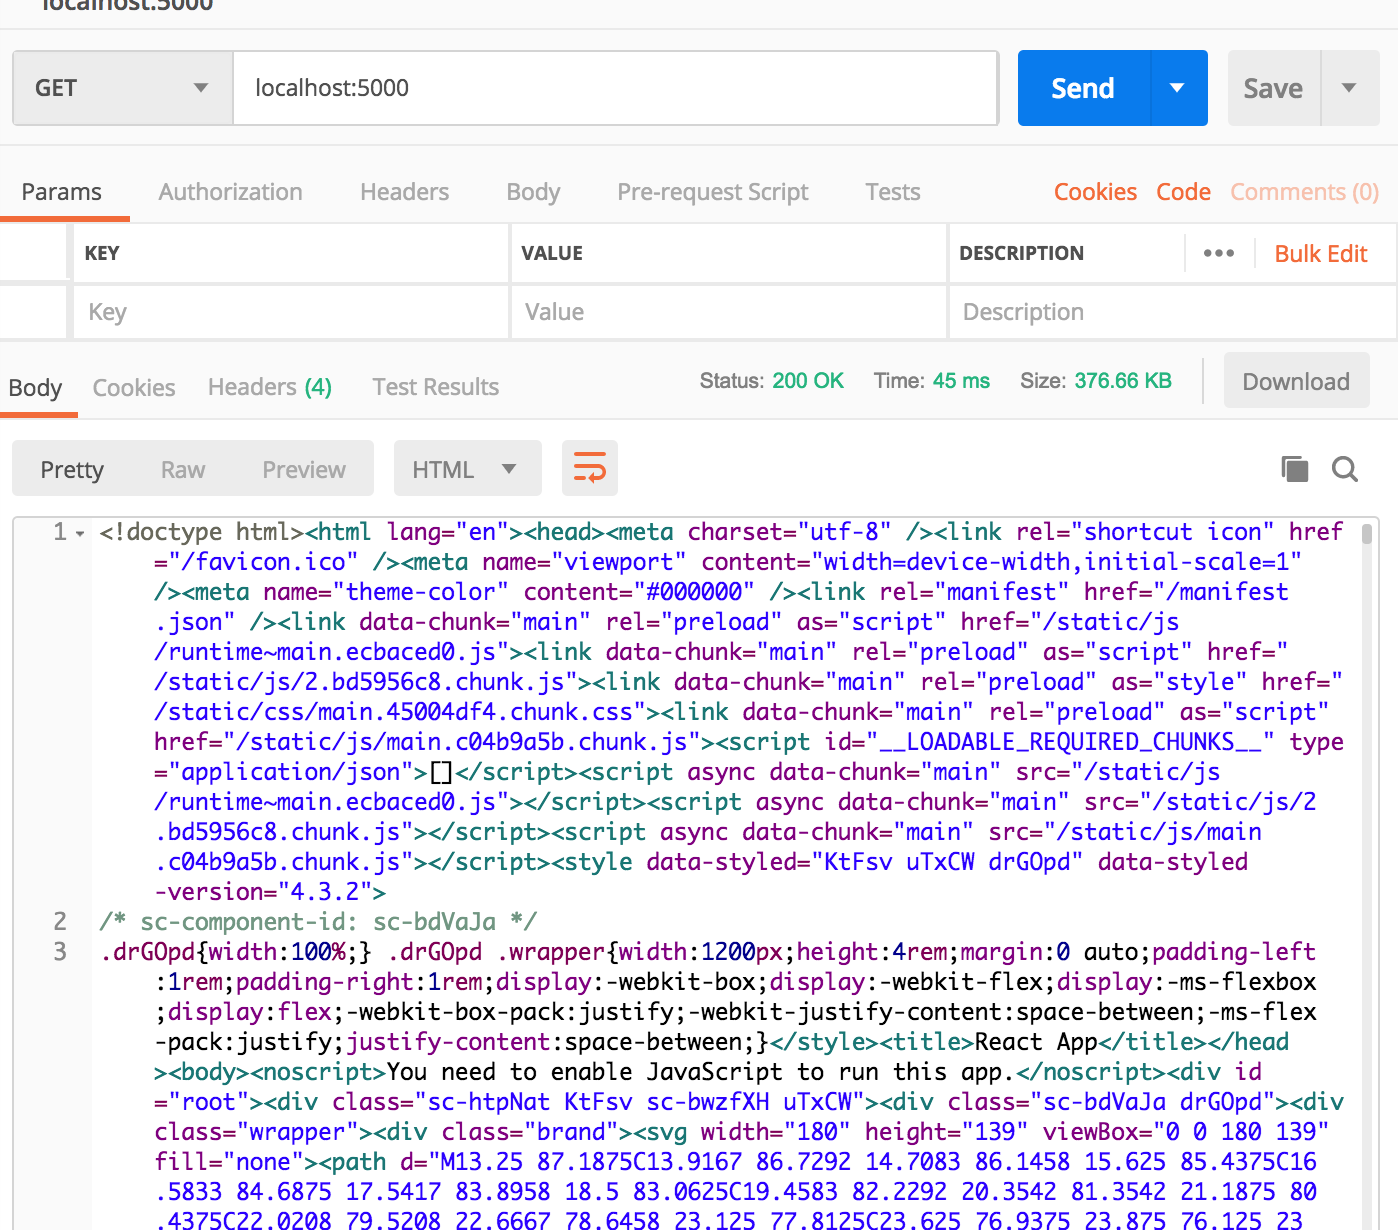 localhost:5000
GET localhost:5000 Send Save
Params Authorization Headers Body Pre-request Script Tests Cookies Code Comments (0)
KEY VALUE DESCRIPTION ••• Bulk Edit
Key Value Description
Body Cookies Headers (4) Test Results Status: 200 OK Time: 45 ms Size: 376.66 KB Download
Pretty Raw Preview HTML
1 <!doctype html><html lang="en"><head><meta charset="utf-8" /><link rel="shortcut icon" href
="/favicon.ico" /><meta name="viewport" content="width=device-width,initial-scale=1"
/><meta name="theme-color" content="#000000" /><link rel="manifest" href="/manifest
.json" /><link data-chunk="main" rel="preload" as="script" href="/static/js
/runtime~main.ecbaced0.js"><link data-chunk="main" rel="preload" as="script" href="
/static/js/2.bd5956c8.chunk.js"><link data-chunk="main" rel="preload" as="style" href="
/static/css/main.45004df4.chunk.css"><link data-chunk="main" rel="preload" as="script"
href="/static/js/main.c04b9a5b.chunk.js"><script id="__LOADABLE_REQUIRED_CHUNKS__" type
="application/json">[]</script><script async data-chunk="main" src="/static/js
/runtime~main.ecbaced0.js"></script><script async data-chunk="main" src="/static/js/2
.bd5956c8.chunk.js"></script><script async data-chunk="main" src="/static/js/main
.c04b9a5b.chunk.js"></script><style data-styled="KtFsv uTxCW drGOpd" data-styled
-version="4.3.2">
2 /* sc-component-id: sc-bdVaJa */
3 .drGOpd{width:100%;} .drGOpd .wrapper{width:1200px;height:4rem;margin:0 auto;padding-left
:1rem;padding-right:1rem;display:-webkit-box;display:-webkit-flex;display:-ms-flexbox
;display:flex;-webkit-box-pack:justify;-webkit-justify-content:space-between;-ms-flex
-pack:justify;justify-content:space-between;}</style><title>React App</title></head
><body><noscript>You need to enable JavaScript to run this app.</noscript><div id
="root"><div class="sc-htpNat KtFsv sc-bwzfXH uTxCW"><div class="sc-bdVaJa drGOpd"><div
class="wrapper"><div class="brand"><svg width="180" height="139" viewBox="0 0 180 139"
fill="none"><path d="M13.25 87.1875C13.9167 86.7292 14.7083 86.1458 15.625 85.4375C16
.5833 84.6875 17.5417 83.8958 18.5 83.0625C19.4583 82.2292 20.3542 81.3542 21.1875 80
.4375C22.0208 79.5208 22.6667 78.6458 23.125 77.8125C23.625 76.9375 23.875 76.125 23